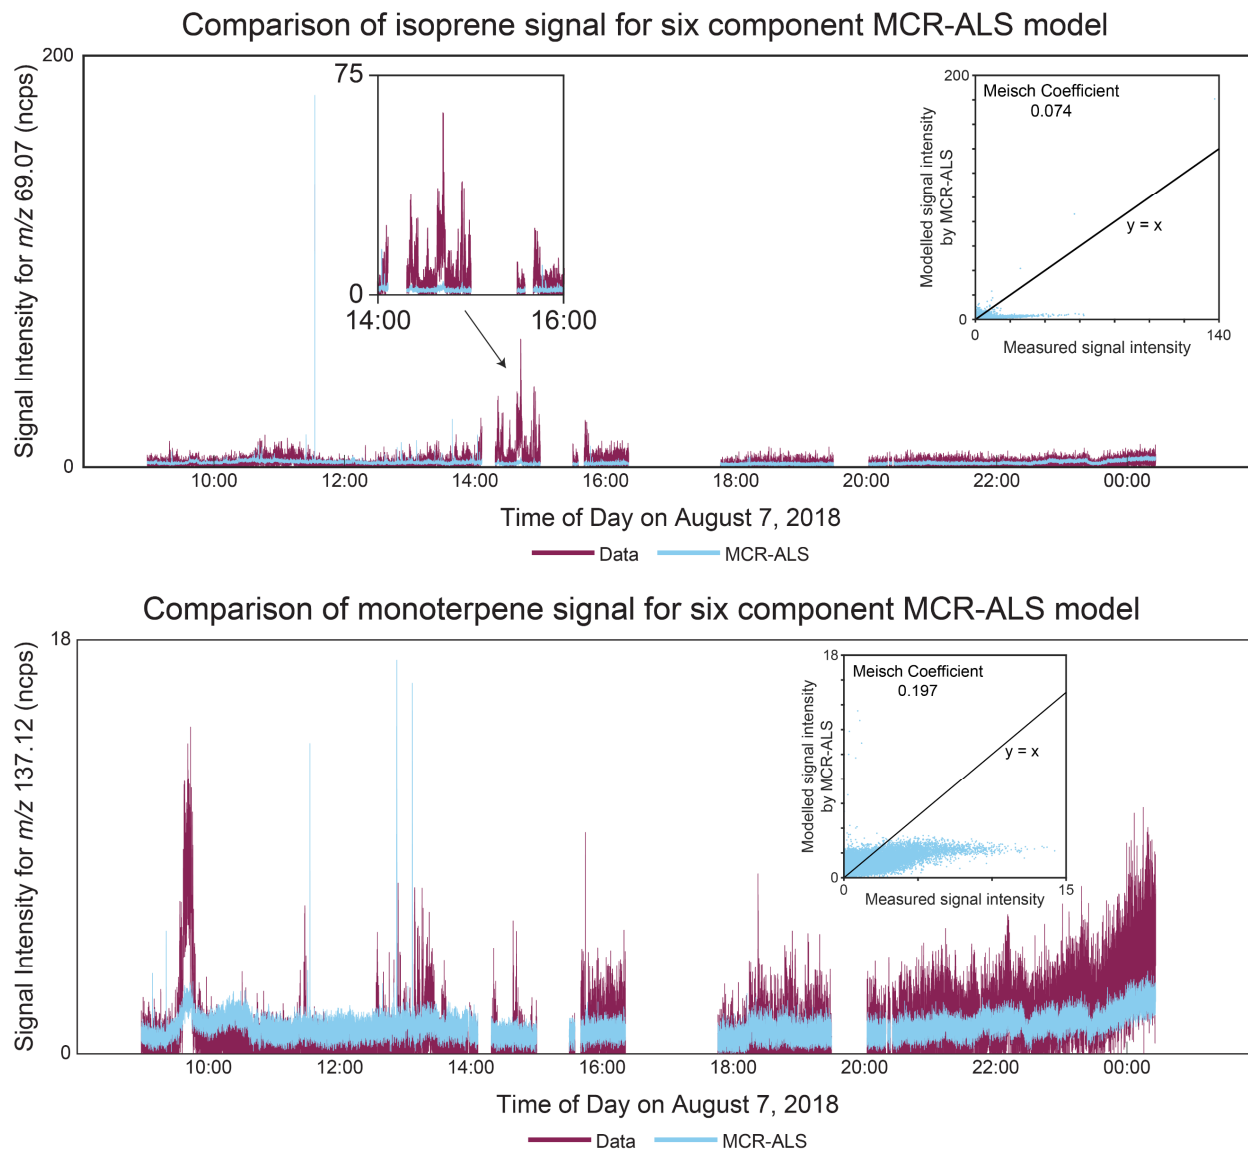 Comparison of isoprene signal for six component MCR-ALS model
200
Signal Intensity for m/z 69.07 (ncps)
0
75
0
14:00 16:00
200
Meisch Coefficient
0.074
Modelled signal intensity
by MCR-ALS
y = x
0
0 140
Measured signal intensity
10:00 12:00 14:00 16:00 18:00 20:00 22:00 00:00
Time of Day on August 7, 2018
Data MCR-ALS
Comparison of monoterpene signal for six component MCR-ALS model
18
Signal Intensity for m/z 137.12 (ncps)
0
18
Meisch Coefficient
0.197
Modelled signal intensity
by MCR-ALS
y = x
0
0 15
Measured signal intensity
10:00 12:00 14:00 16:00 18:00 20:00 22:00 00:00
Time of Day on August 7, 2018
Data MCR-ALS